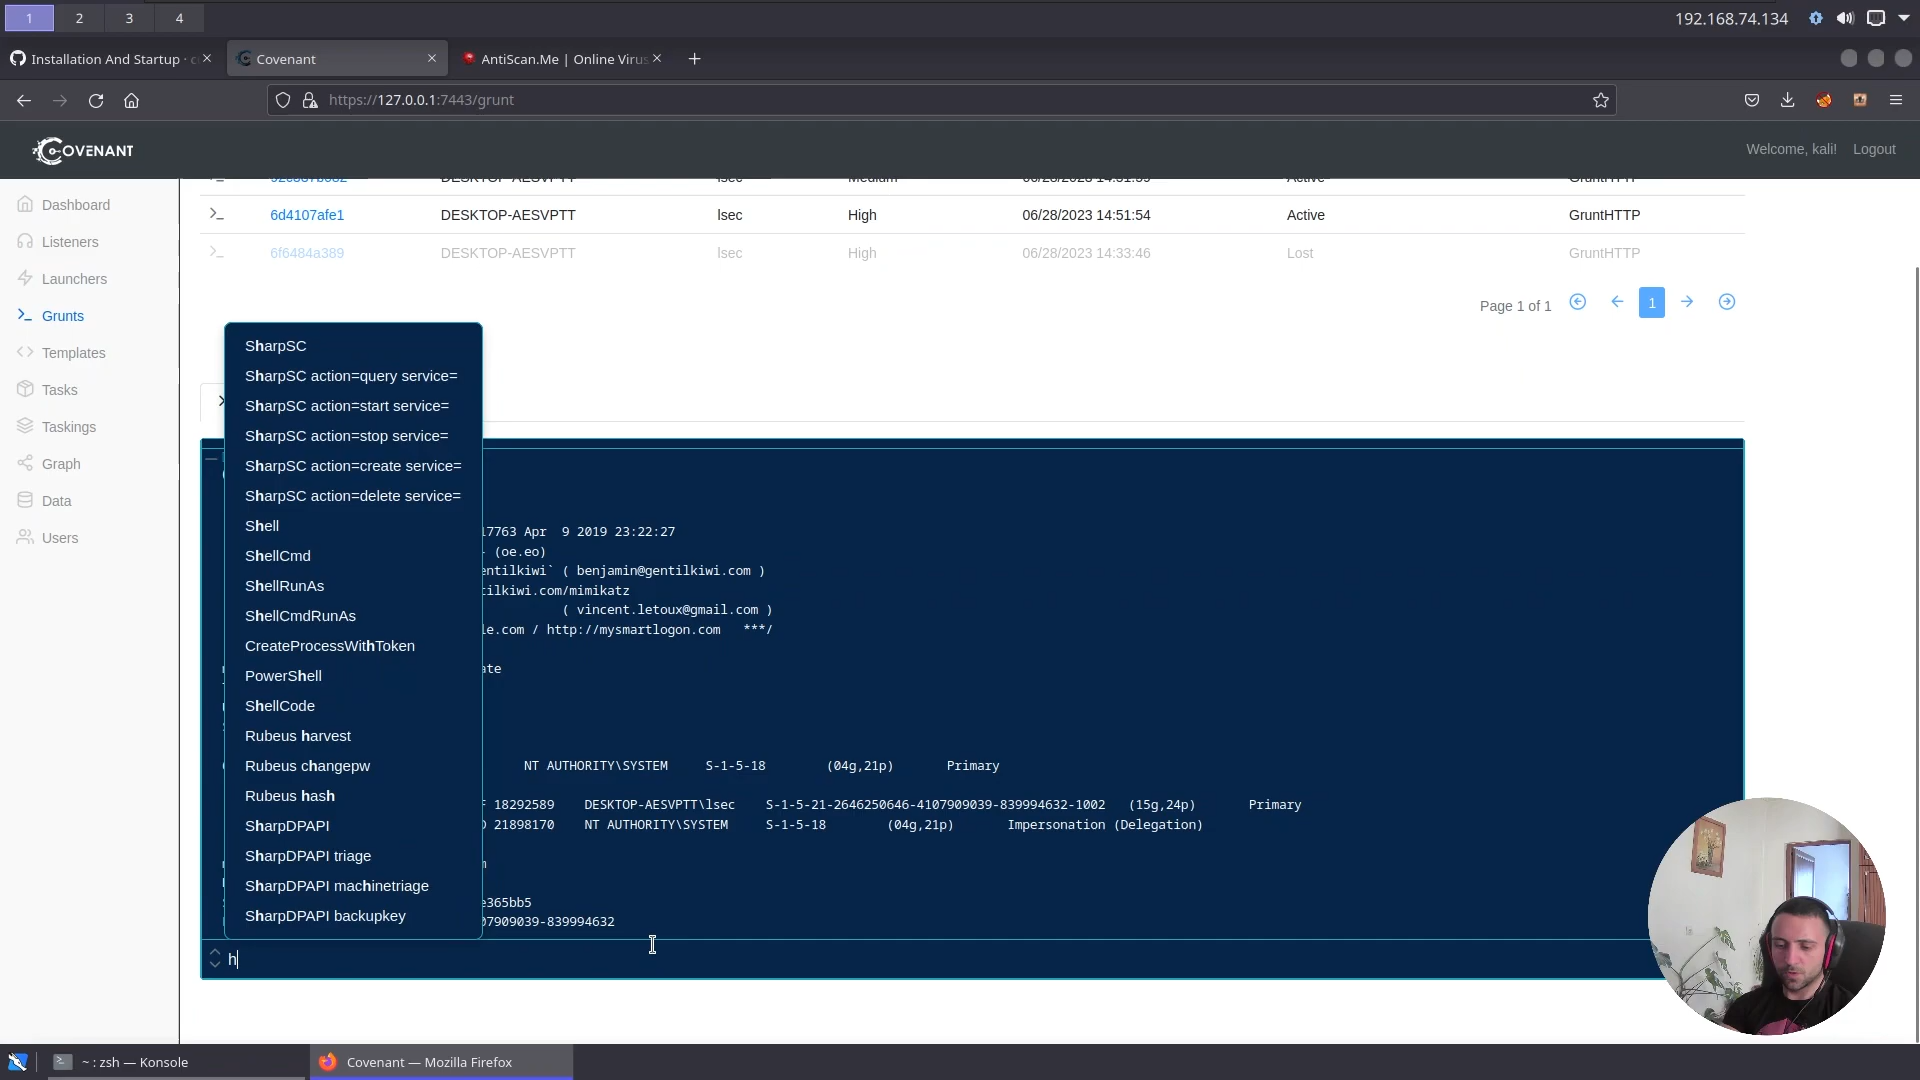 1 2 3 4 192.168.74.134
Installation And Startup · c Covenant AntiScan.Me | Online Virus
https://127.0.0.1:7443/grunt
COVENANT Welcome, kali! Logout
Dashboard
Listeners
Launchers
Grunts
Templates
Tasks
Taskings
Graph
Data
Users
DESKTOP-AESVPTT lsec Medium Active GruntHTTP
6d4107afe1 DESKTOP-AESVPTT lsec High 06/28/2023 14:51:54 Active GruntHTTP
6f6484a389 DESKTOP-AESVPTT lsec High 06/28/2023 14:33:46 Lost GruntHTTP
Page 1 of 1 1
SharpSC
SharpSC action=query service=
SharpSC action=start service=
SharpSC action=stop service=
SharpSC action=create service=
SharpSC action=delete service=
Shell
ShellCmd
ShellRunAs
ShellCmdRunAs
CreateProcessWithToken
PowerShell
ShellCode
Rubeus harvest
Rubeus changepw
Rubeus hash
SharpDPAPI
SharpDPAPI triage
SharpDPAPI machinetriage
SharpDPAPI backupkey
17763 Apr 9 2019 23:22:27
- (oe.eo)
entilkiwi` ( benjamin@gentilkiwi.com )
tilkiwi.com/mimikatz
( vincent.letoux@gmail.com )
le.com / http://mysmartlogon.com ***/
ate
NT AUTHORITY\SYSTEM S-1-5-18 (04g,21p) Primary
F 18292589 DESKTOP-AESVPTT\lsec S-1-5-21-2646250646-4107909039-839994632-1002 (15g,24p) Primary
D 21898170 NT AUTHORITY\SYSTEM S-1-5-18 (04g,21p) Impersonation (Delegation)
m
e365bb5
07909039-839994632
h
~ : zsh — Konsole Covenant — Mozilla Firefox